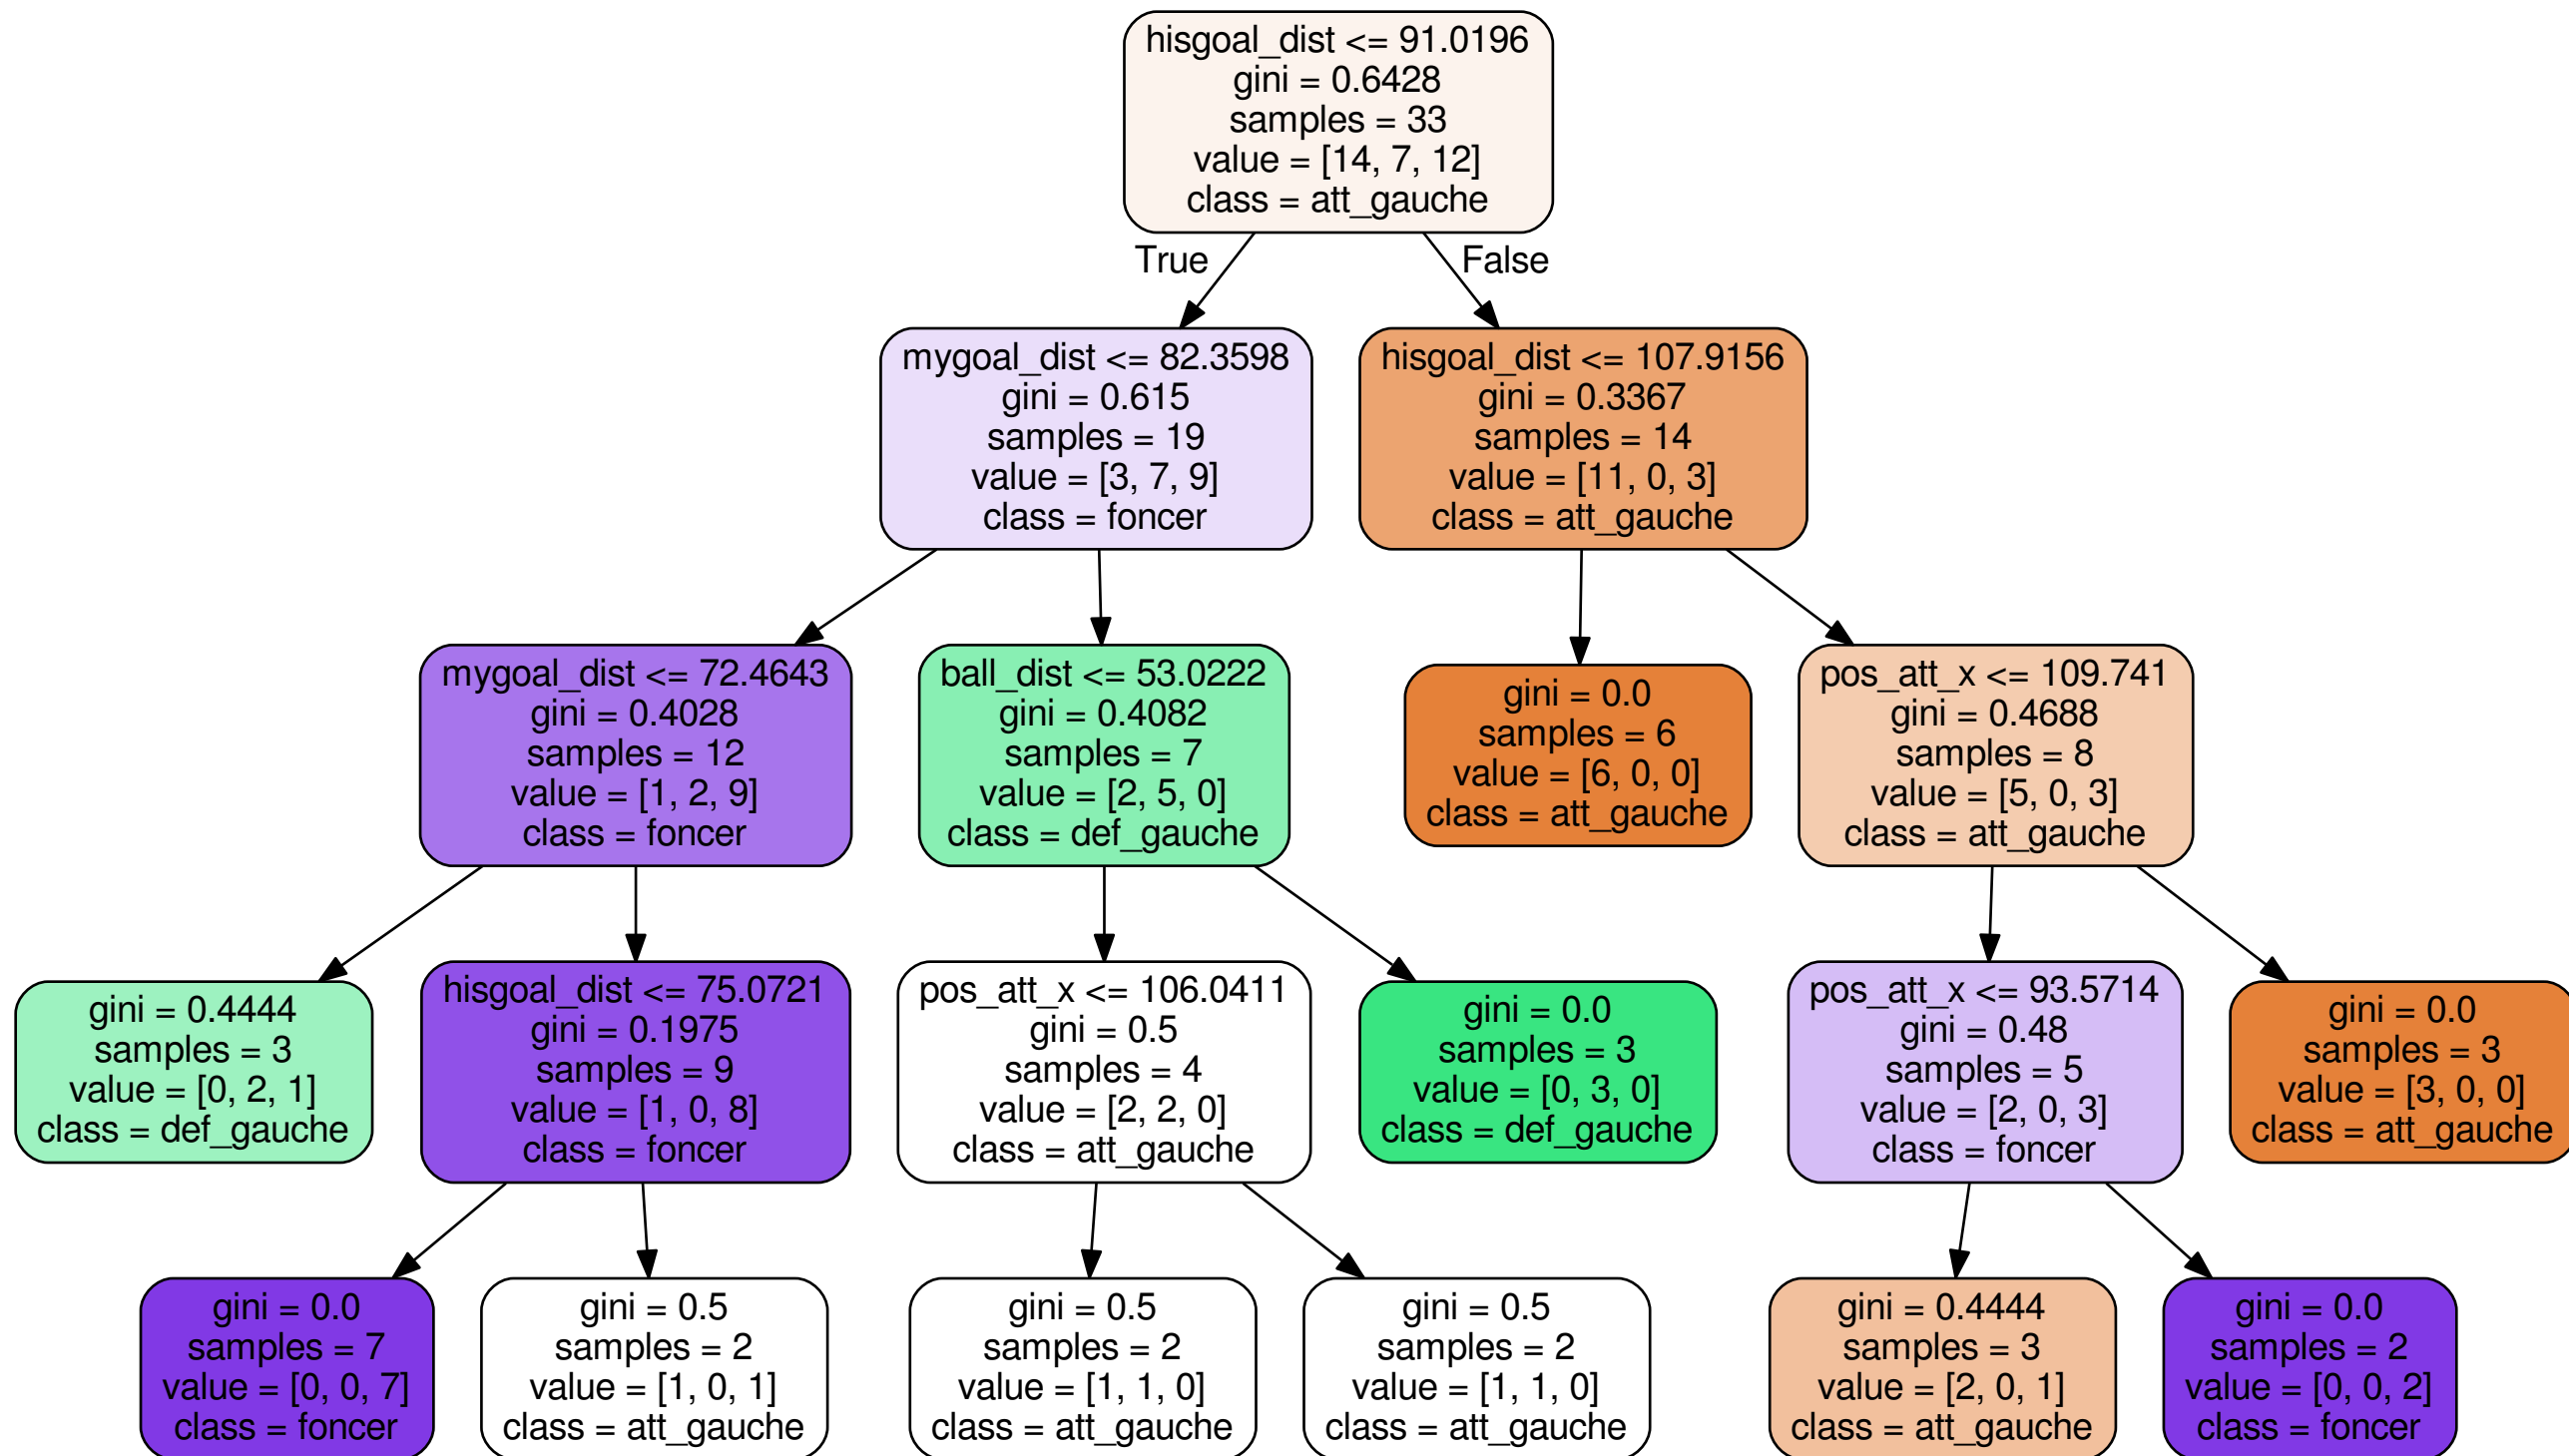 hisgoal_dist <= 91.0196
gini = 0.6428
samples = 33
value = [14, 7, 12]
class = att_gauche
True
False
mygoal_dist <= 82.3598
gini = 0.615
samples = 19
value = [3, 7, 9]
class = foncer
hisgoal_dist <= 107.9156
gini = 0.3367
samples = 14
value = [11, 0, 3]
class = att_gauche
mygoal_dist <= 72.4643
gini = 0.4028
samples = 12
value = [1, 2, 9]
class = foncer
ball_dist <= 53.0222
gini = 0.4082
samples = 7
value = [2, 5, 0]
class = def_gauche
gini = 0.0
samples = 6
value = [6, 0, 0]
class = att_gauche
pos_att_x <= 109.741
gini = 0.4688
samples = 8
value = [5, 0, 3]
class = att_gauche
gini = 0.4444
samples = 3
value = [0, 2, 1]
class = def_gauche
hisgoal_dist <= 75.0721
gini = 0.1975
samples = 9
value = [1, 0, 8]
class = foncer
pos_att_x <= 106.0411
gini = 0.5
samples = 4
value = [2, 2, 0]
class = att_gauche
gini = 0.0
samples = 3
value = [0, 3, 0]
class = def_gauche
pos_att_x <= 93.5714
gini = 0.48
samples = 5
value = [2, 0, 3]
class = foncer
gini = 0.0
samples = 3
value = [3, 0, 0]
class = att_gauche
gini = 0.0
samples = 7
value = [0, 0, 7]
class = foncer
gini = 0.5
samples = 2
value = [1, 0, 1]
class = att_gauche
gini = 0.5
samples = 2
value = [1, 1, 0]
class = att_gauche
gini = 0.5
samples = 2
value = [1, 1, 0]
class = att_gauche
gini = 0.4444
samples = 3
value = [2, 0, 1]
class = att_gauche
gini = 0.0
samples = 2
value = [0, 0, 2]
class = foncer